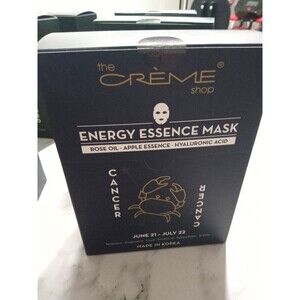 the
CRÈME®
shop
ENERGY ESSENCE MASK
ROSE OIL · APPLE ESSENCE · HYALURONIC ACID
CANCER
CANCER
JUNE 21 - JULY 22
MADE IN KOREA